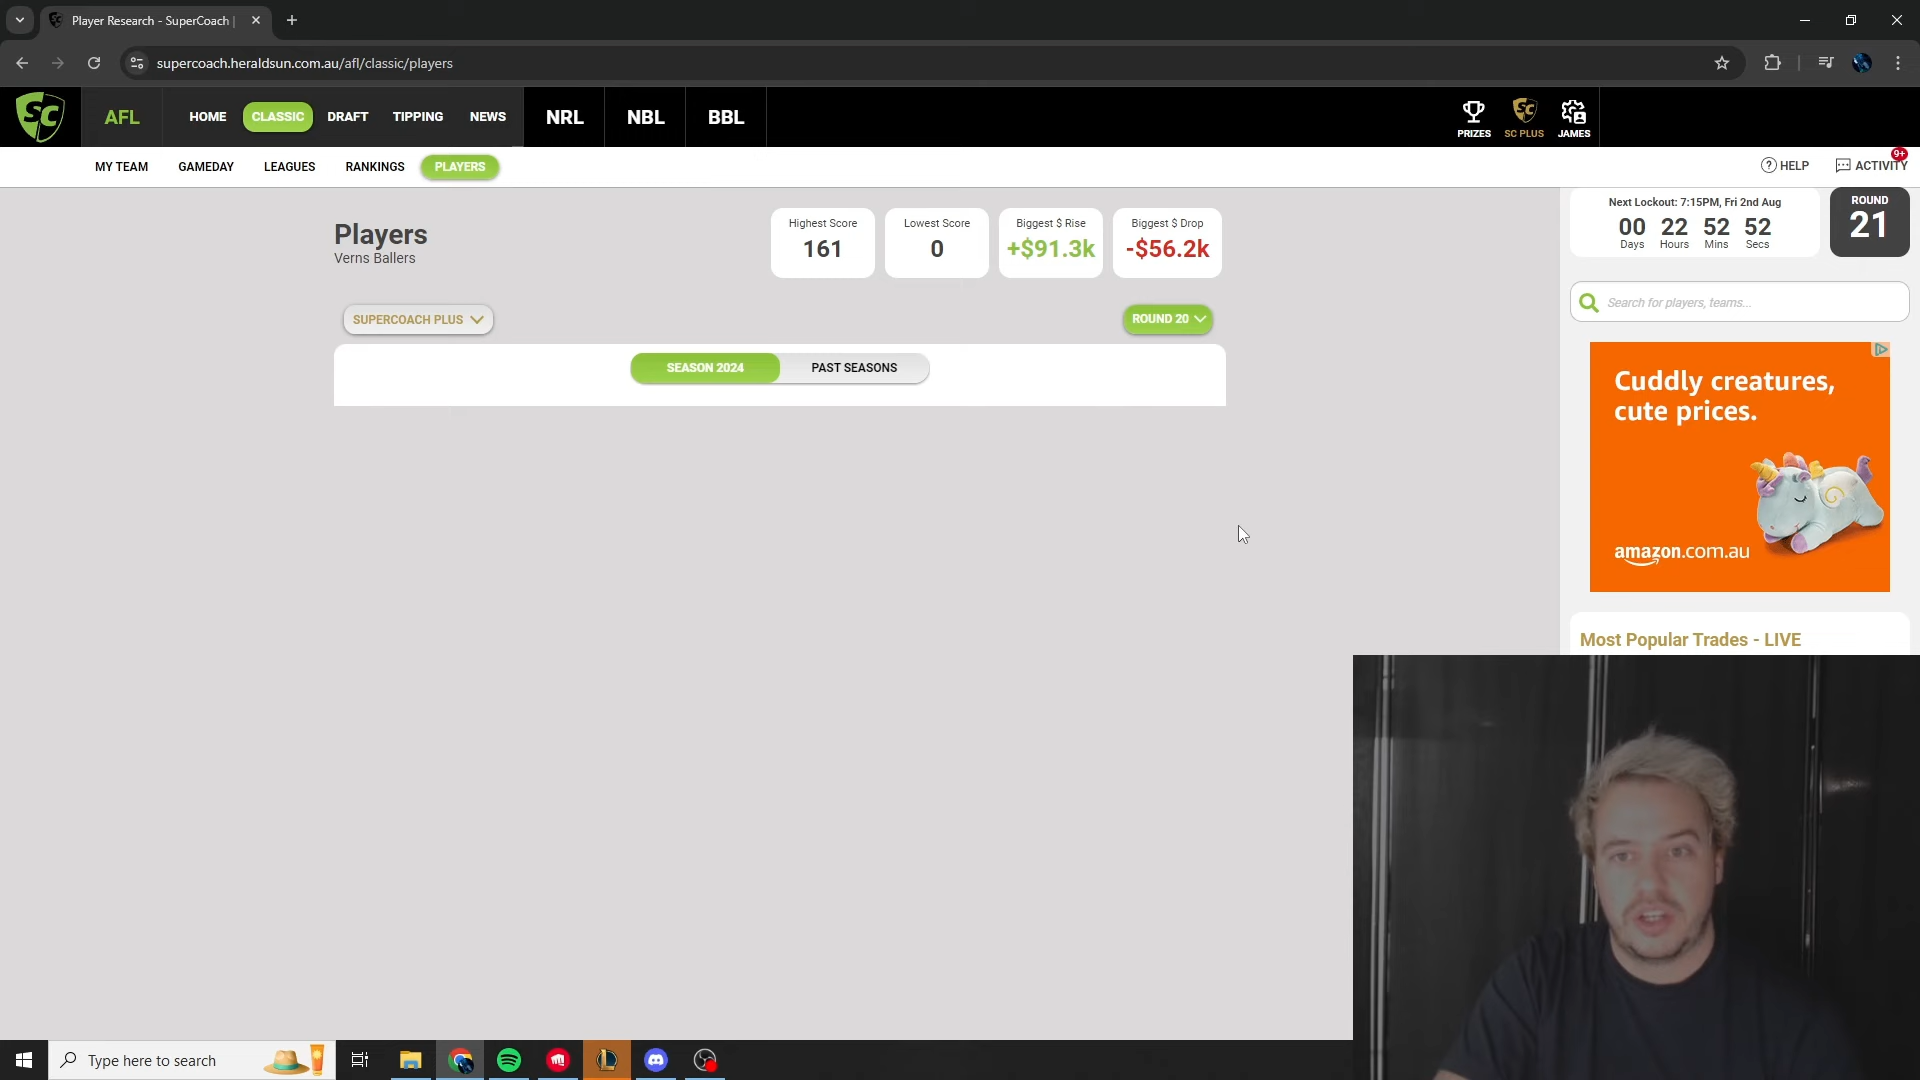 Player Research - SuperCoach |
supercoach.heraldsun.com.au/afl/classic/players
SC
AFL
HOME
CLASSIC
DRAFT
TIPPING
NEWS
NRL
NBL
BBL
PRIZES
SC
SC PLUS
JAMES
MY TEAM
GAMEDAY
LEAGUES
RANKINGS
PLAYERS
? HELP
ACTIVITY
9+
Players
Verns Ballers
Highest Score
161
Lowest Score
0
Biggest $ Rise
+$91.3k
Biggest $ Drop
-$56.2k
Next Lockout: 7:15PM, Fri 2nd Aug
00 22 52 52
Days Hours Mins Secs
ROUND
21
SUPERCOACH PLUS
ROUND 20
Search for players, teams...
SEASON 2024
PAST SEASONS
Cuddly creatures,
cute prices.
amazon.com.au
Most Popular Trades - LIVE
Type here to search